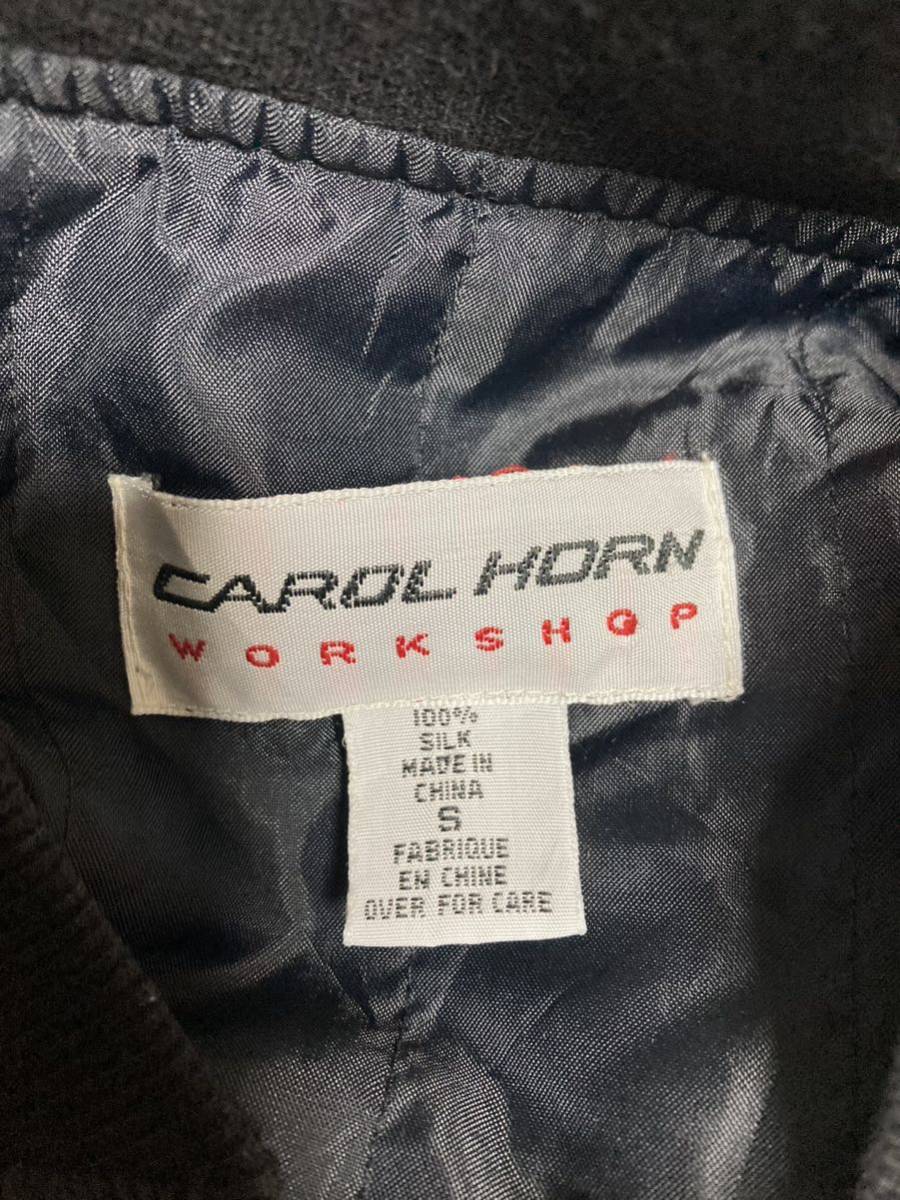 CAROL HORN
WORKSHOP
100%
SILK
MADE IN
CHINA
S
FABRIQUE
EN CHINE
OVER FOR CARE